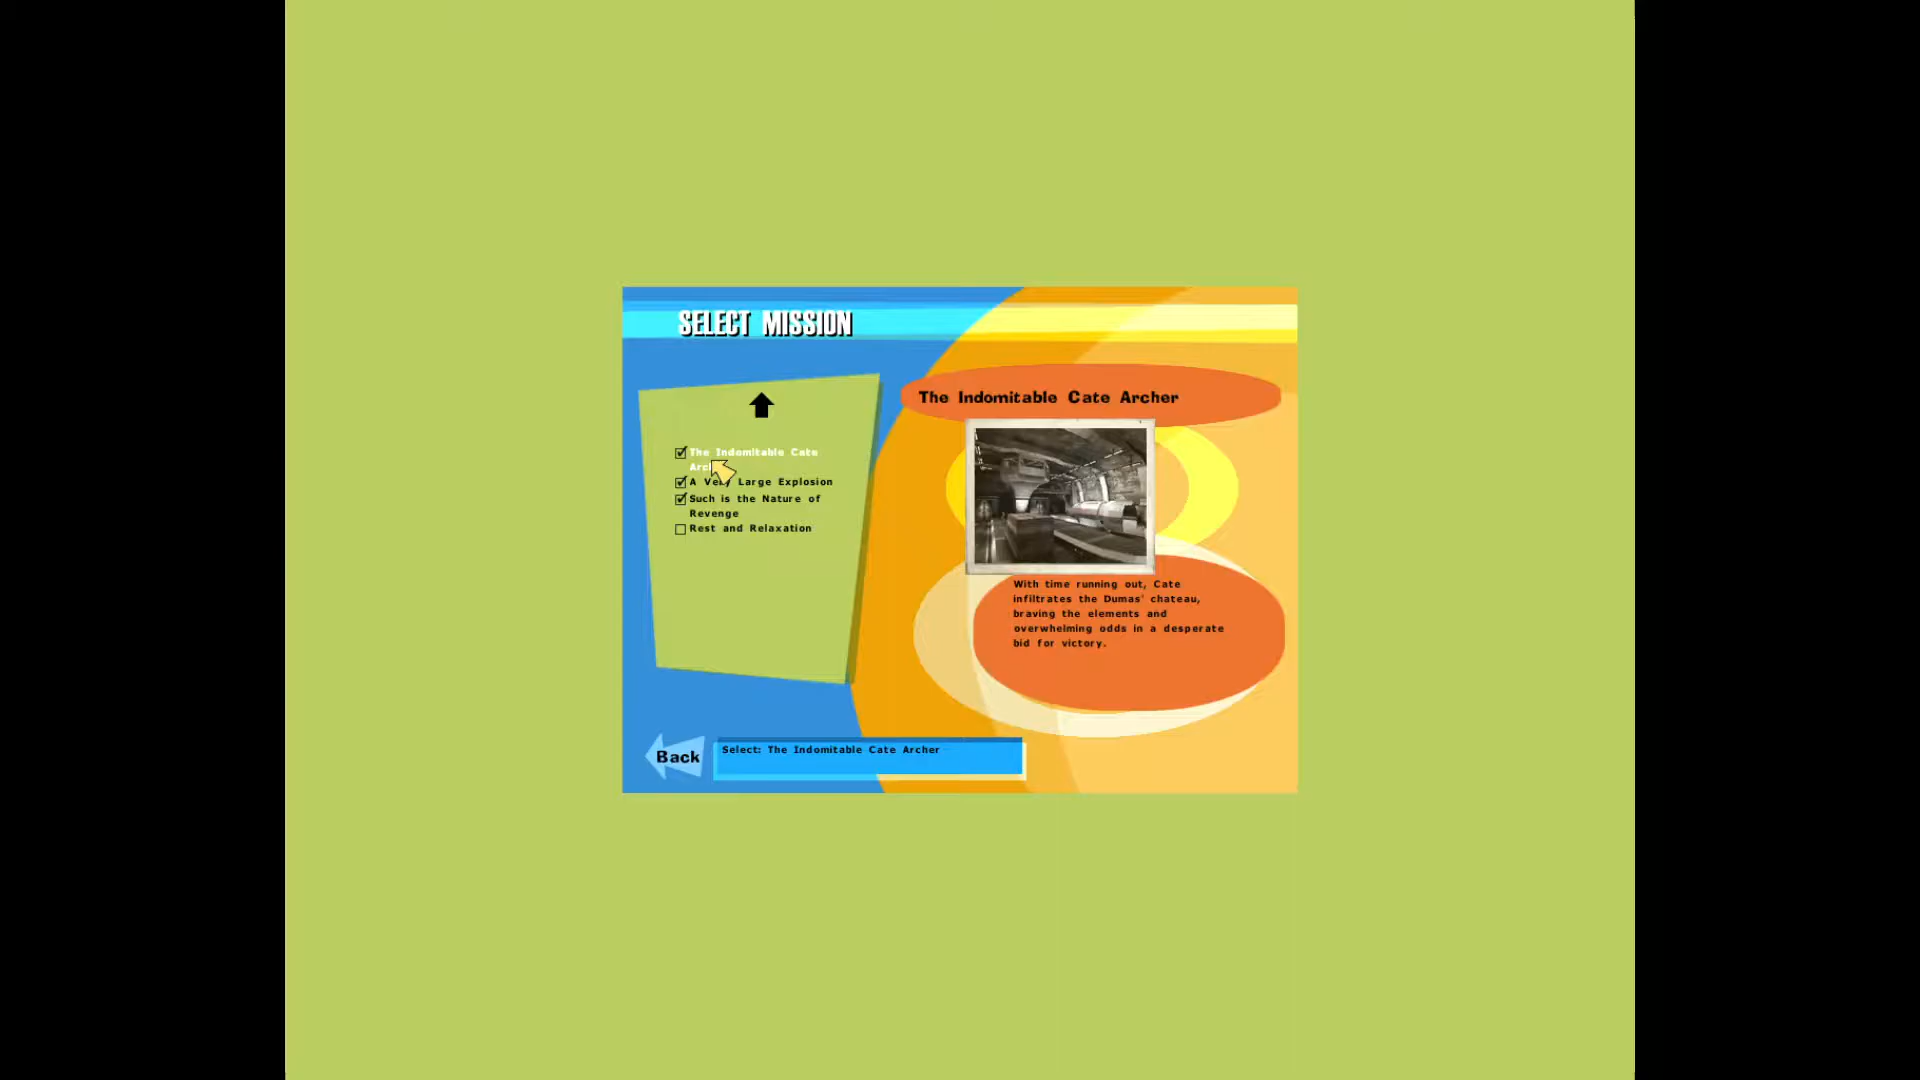 SELECT MISSION
The Indomitable Cate Archer
The Indomitable Cate
A Very Large Explosion
Such is the Nature of
Revenge
Rest and Relaxation
With time running out, Cate
infiltrates the Dumas' chateau,
braving the elements and
overwhelming odds in a desperate
bid for victory.
Back
Select: The Indomitable Cate Archer